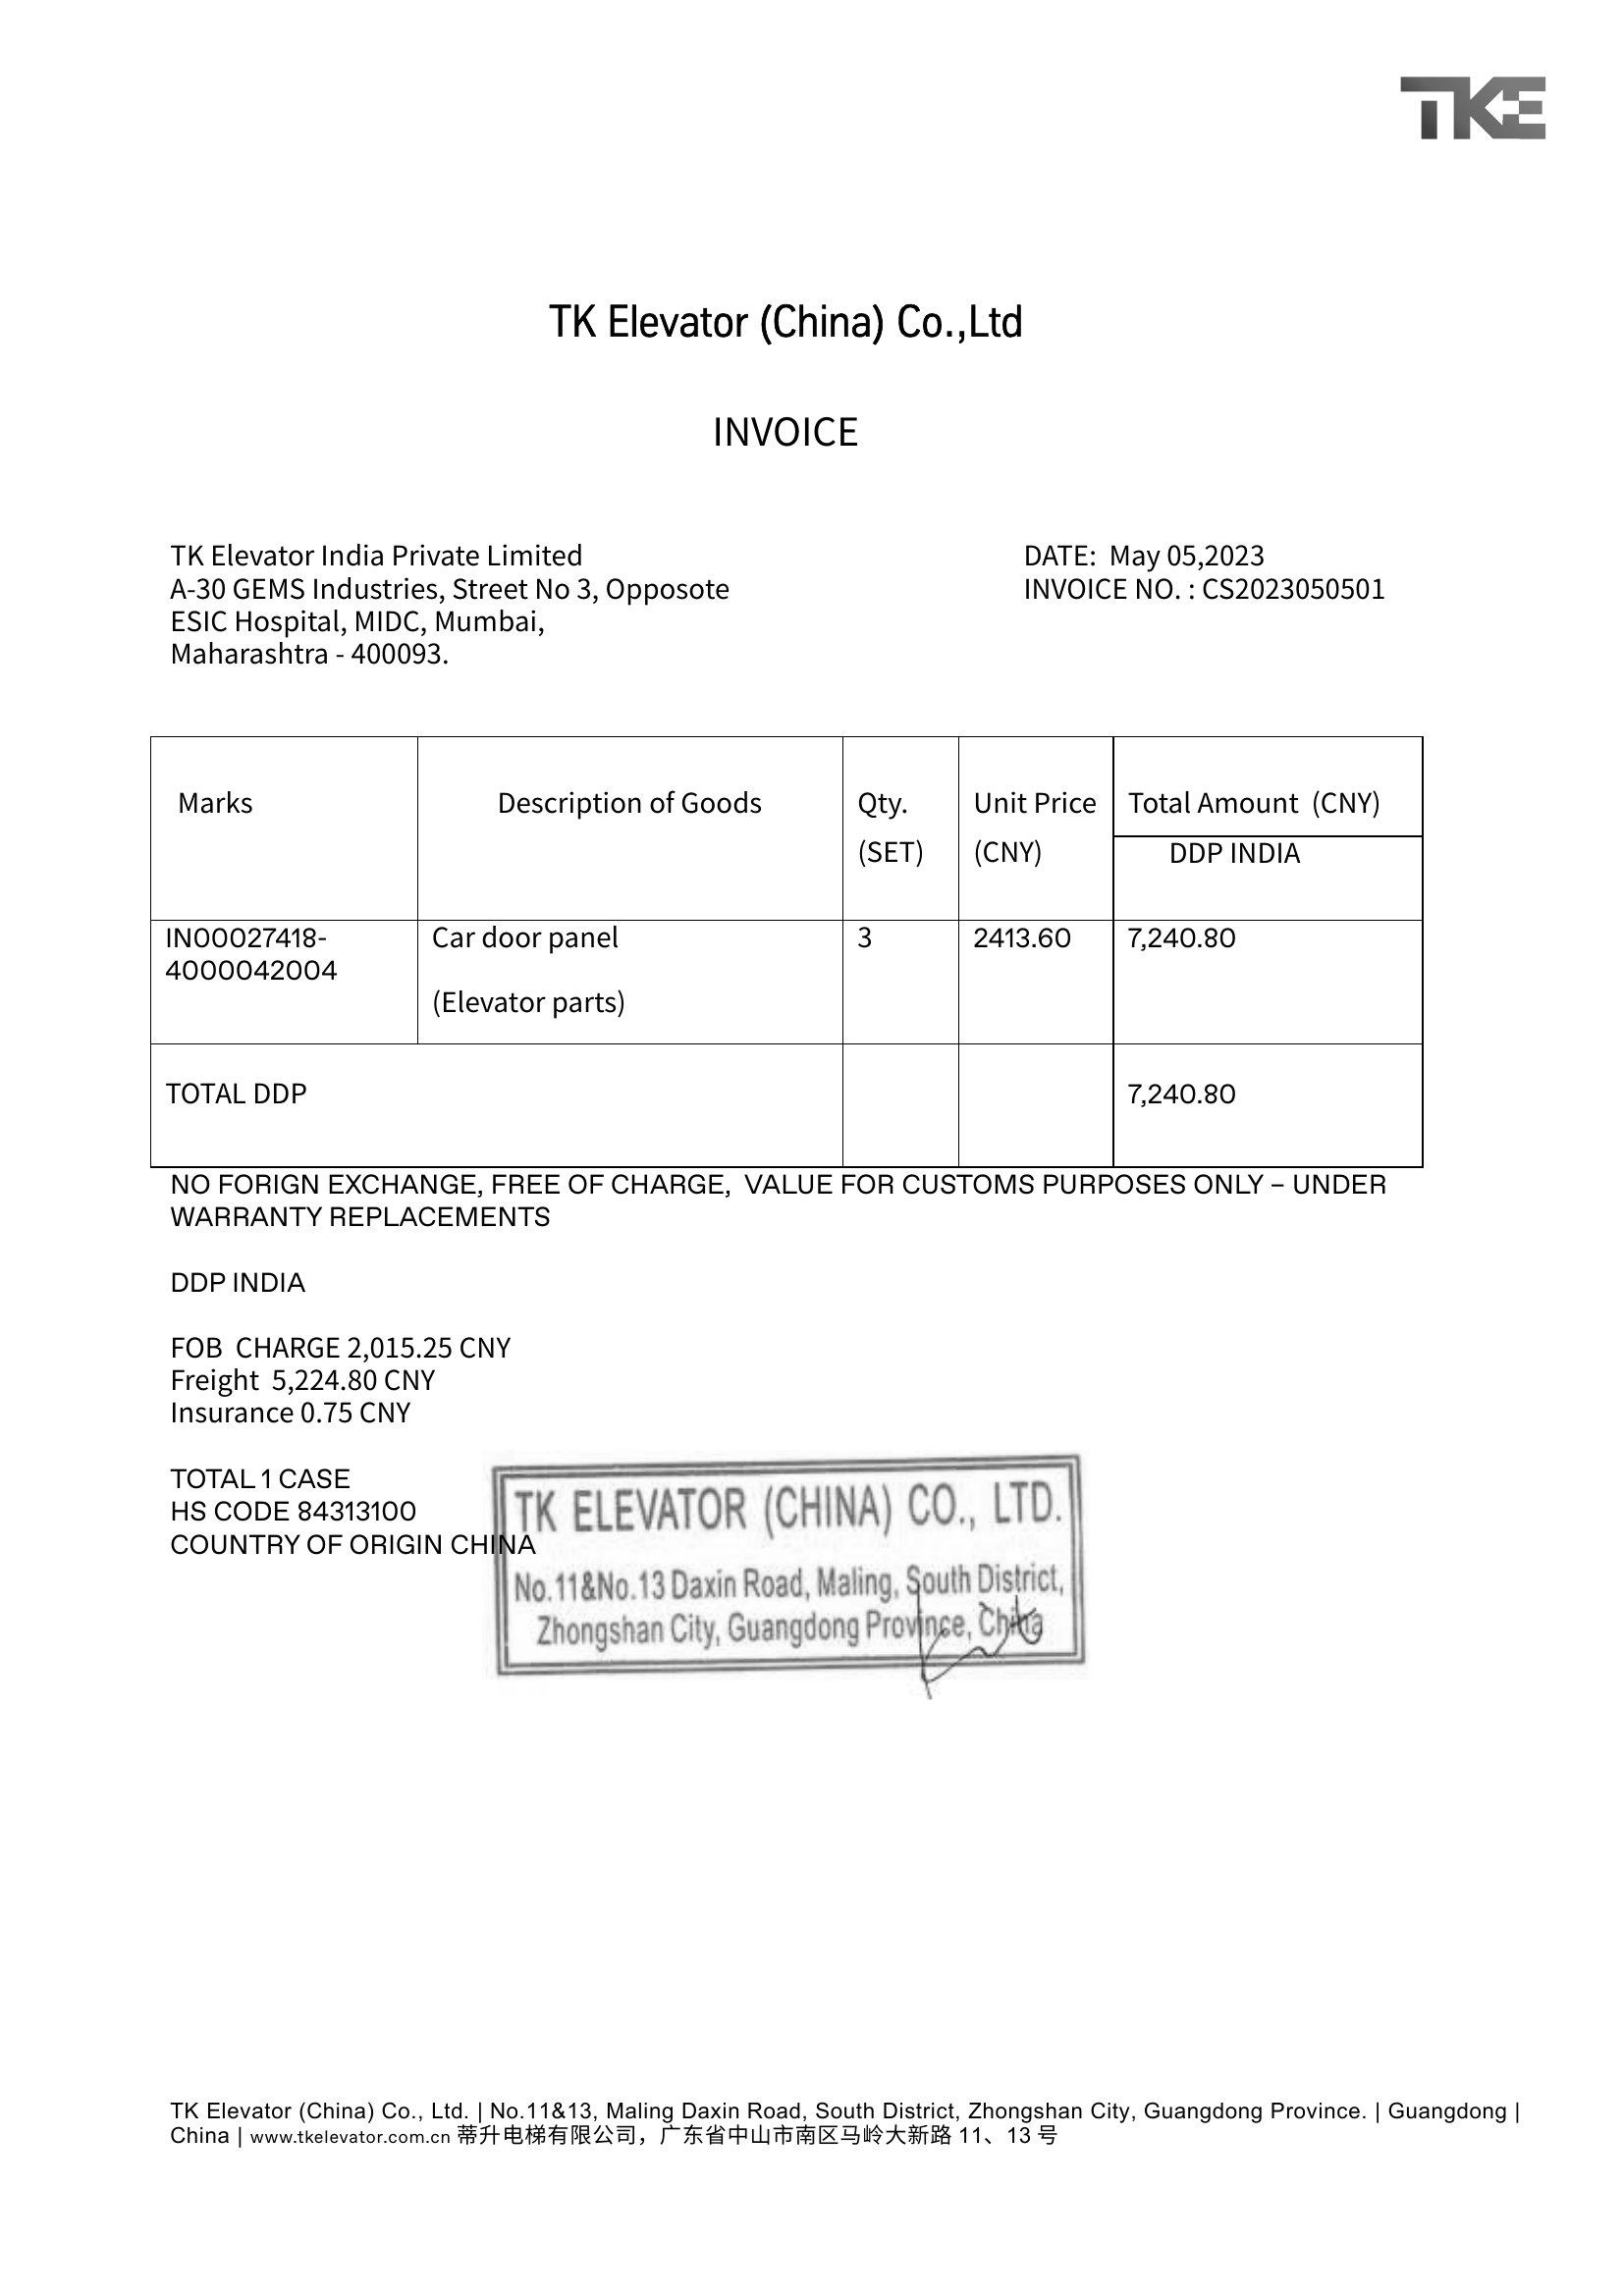 TKE
TK Elevator (China) Co.,Ltd
INVOICE
TK Elevator India Private Limited
A-30 GEMS Industries, Street No 3, Opposote
ESIC Hospital, MIDC, Mumbai,
Maharashtra - 400093.
DATE:  May 05,2023
INVOICE NO. : CS2023050501
Marks
Description of Goods
Qty.
(SET)
Unit Price
(CNY)
Total Amount  (CNY)
DDP INDIA
IN00027418-
4000042004
Car door panel
(Elevator parts)
3
2413.60
7,240.80
TOTAL DDP
7,240.80
NO FORIGN EXCHANGE, FREE OF CHARGE,  VALUE FOR CUSTOMS PURPOSES ONLY – UNDER
WARRANTY REPLACEMENTS
DDP INDIA
FOB  CHARGE 2,015.25 CNY
Freight  5,224.80 CNY
Insurance 0.75 CNY
TOTAL 1 CASE
HS CODE 84313100
COUNTRY OF ORIGIN CHINA
TK ELEVATOR (CHINA) CO., LTD.
No.11&No.13 Daxin Road, Maling, South District,
Zhongshan City, Guangdong Province, China
TK Elevator (China) Co., Ltd. | No.11&13, Maling Daxin Road, South District, Zhongshan City, Guangdong Province. | Guangdong |
China | www.tkelevator.com.cn 蒂升电梯有限公司，广东省中山市南区马岭大新路 11、13 号